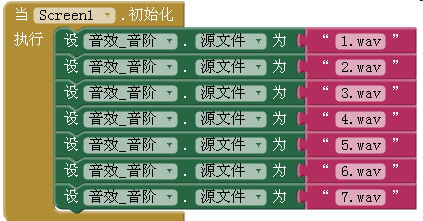 当 Screen1 .初始化
执行 设 音效_音阶 . 源文件 为 “ 1.wav ”
设 音效_音阶 . 源文件 为 “ 2.wav ”
设 音效_音阶 . 源文件 为 “ 3.wav ”
设 音效_音阶 . 源文件 为 “ 4.wav ”
设 音效_音阶 . 源文件 为 “ 5.wav ”
设 音效_音阶 . 源文件 为 “ 6.wav ”
设 音效_音阶 . 源文件 为 “ 7.wav ”